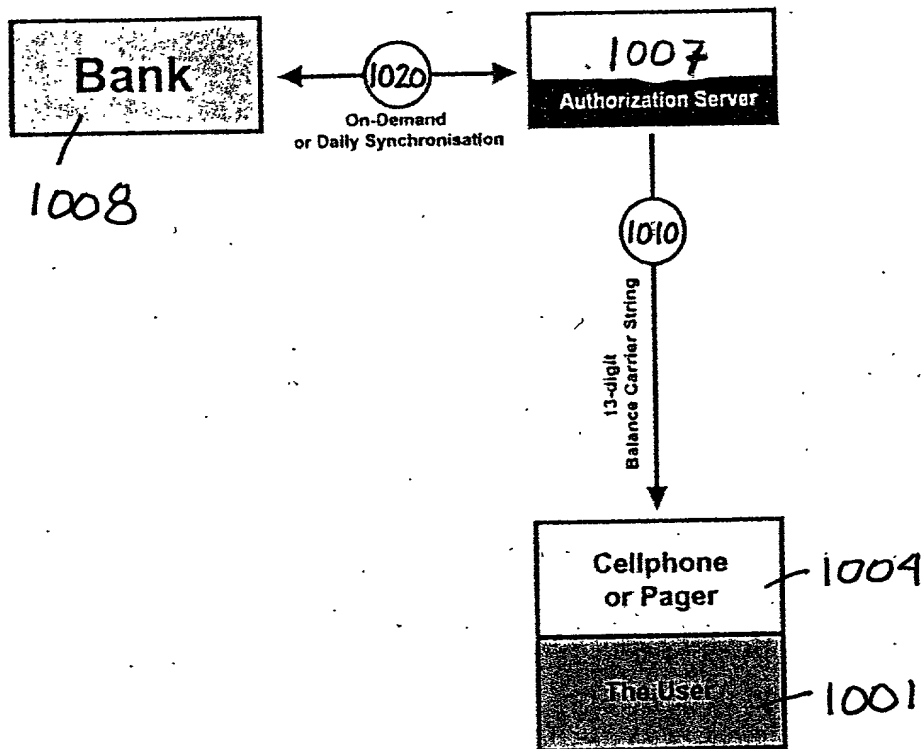 Bank
1020
1007
Authorization Server
On-Demand
or Daily Synchronisation
1008
1010
13-digit
Balance Carrier String
Cellphone
or Pager
1004
The User
1001